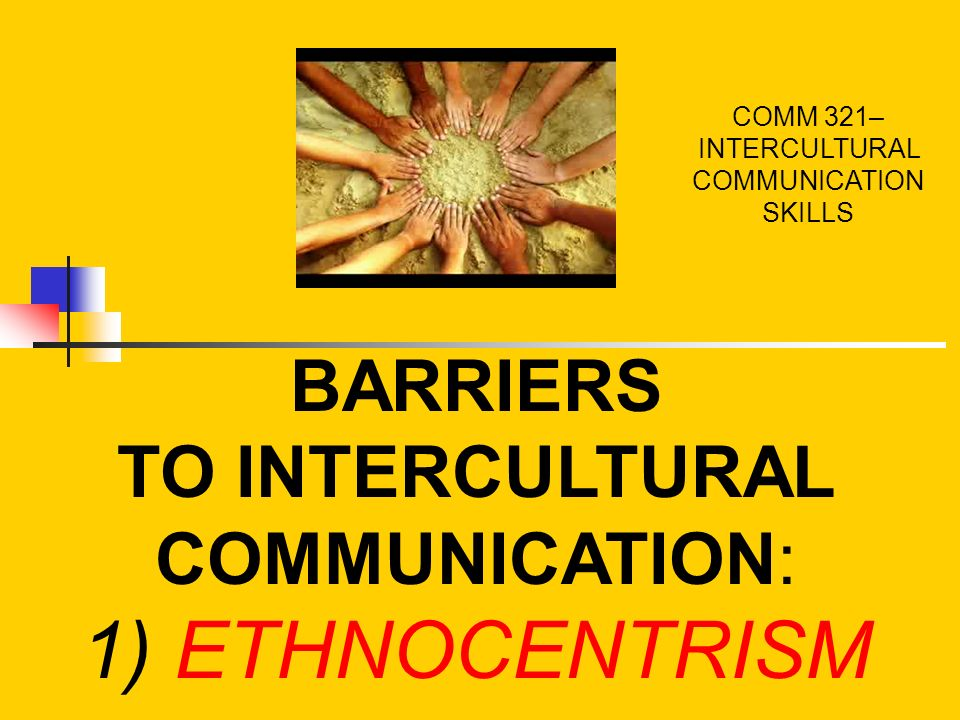 COMM 321–
INTERCULTURAL
COMMUNICATION
SKILLS
BARRIERS
TO INTERCULTURAL
COMMUNICATION:
1) ETHNOCENTRISM